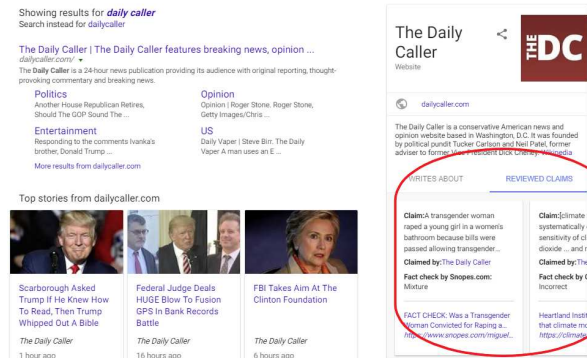 Showing results for daily caller
Search instead for dailycaller
The Daily Caller | The Daily Caller features breaking news, opinion ...
dailycaller.com/
The Daily Caller is a 24-hour news publication providing its audience with original reporting, thought-
provoking commentary and breaking news.
Politics
Another House Republican Retires,
Should The GOP Sound The ...
Opinion
Opinion | Roger Stone. Roger Stone,
Getty Images/Chris ...
Entertainment
Responding to the comments Ivanka's
brother, Donald Trump ...
US
Daily Vaper | Steve Birr. The Daily
Vaper A man uses an E ...
More results from dailycaller.com
Top stories from dailycaller.com
Scarborough Asked
Trump If He Knew How
To Read, Then Trump
Whipped Out A Bible
The Daily Caller
1 hour ago
Federal Judge Deals
HUGE Blow To Fusion
GPS In Bank Records
Battle
The Daily Caller
16 hours ago
FBI Takes Aim At The
Clinton Foundation
The Daily Caller
6 hours ago
The Daily
Caller
Website
THE DC
dailycaller.com
The Daily Caller is a conservative American news and
opinion website based in Washington, D.C. It was founded
by political pundit Tucker Carlson and Neil Patel, former
adviser to former Vice President Dick Cheney. Wikipedia
WRITES ABOUT
REVIEWED CLAIMS
Claim:A transgender woman
raped a young girl in a women's
bathroom because bills were
passed allowing transgender...
Claimed by:The Daily Caller
Fact check by Snopes.com:
Mixture
FACT CHECK: Was a Transgender
Woman Convicted for Raping a...
https://www.snopes.com/miguel...
Claim:[climate
systematically
sensitivity of cl
dioxide ... and
Claimed by:The
Fact check by
Incorrect
Heartland Instit
that climate mo
https://climate